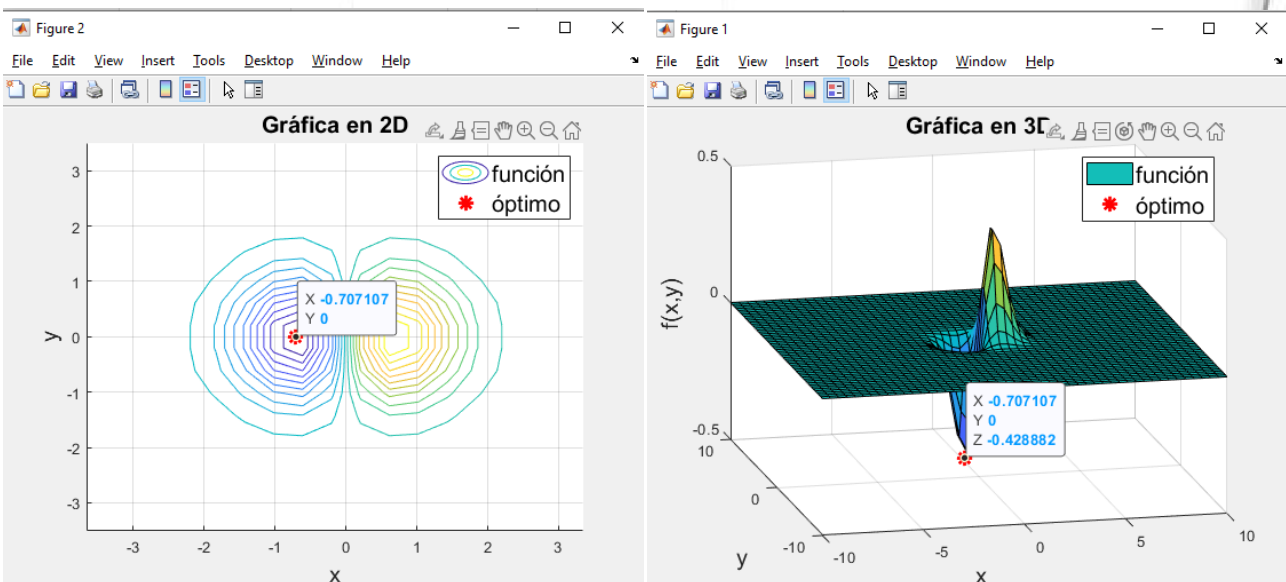 Figure 2
File Edit View Insert Tools Desktop Window Help
Gráfica en 2D
función
óptimo
X -0.707107
Y 0
3
2
1
0
-1
-2
-3
y
-3 -2 -1 0 1 2 3
x
Figure 1
File Edit View Insert Tools Desktop Window Help
Gráfica en 3D
función
óptimo
0.5
0
-0.5
f(x,y)
X -0.707107
Y 0
Z -0.428882
10
0
-10
y
-10 -5 0 5 10
x